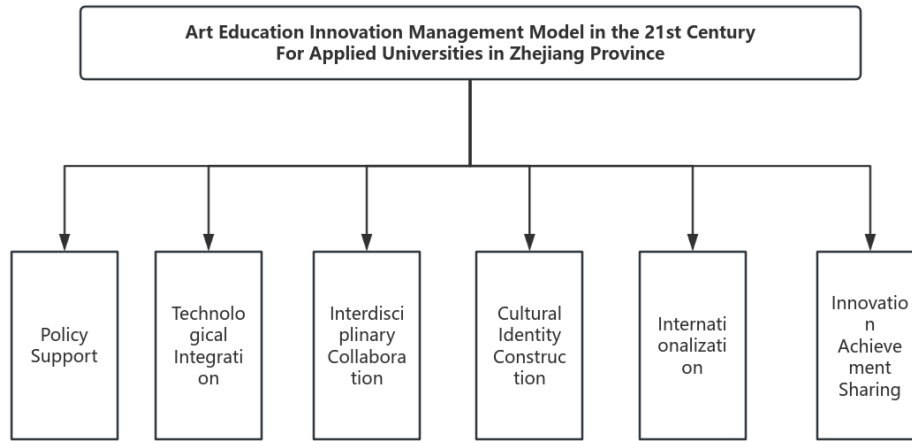 Art Education Innovation Management Model in the 21st Century
For Applied Universities in Zhejiang Province
Policy
Support
Technolo
gical
Integrati
on
Interdisci
plinary
Collabora
tion
Cultural
Identity
Construc
tion
Internati
onalizati
on
Innovatio
n
Achieve
ment
Sharing